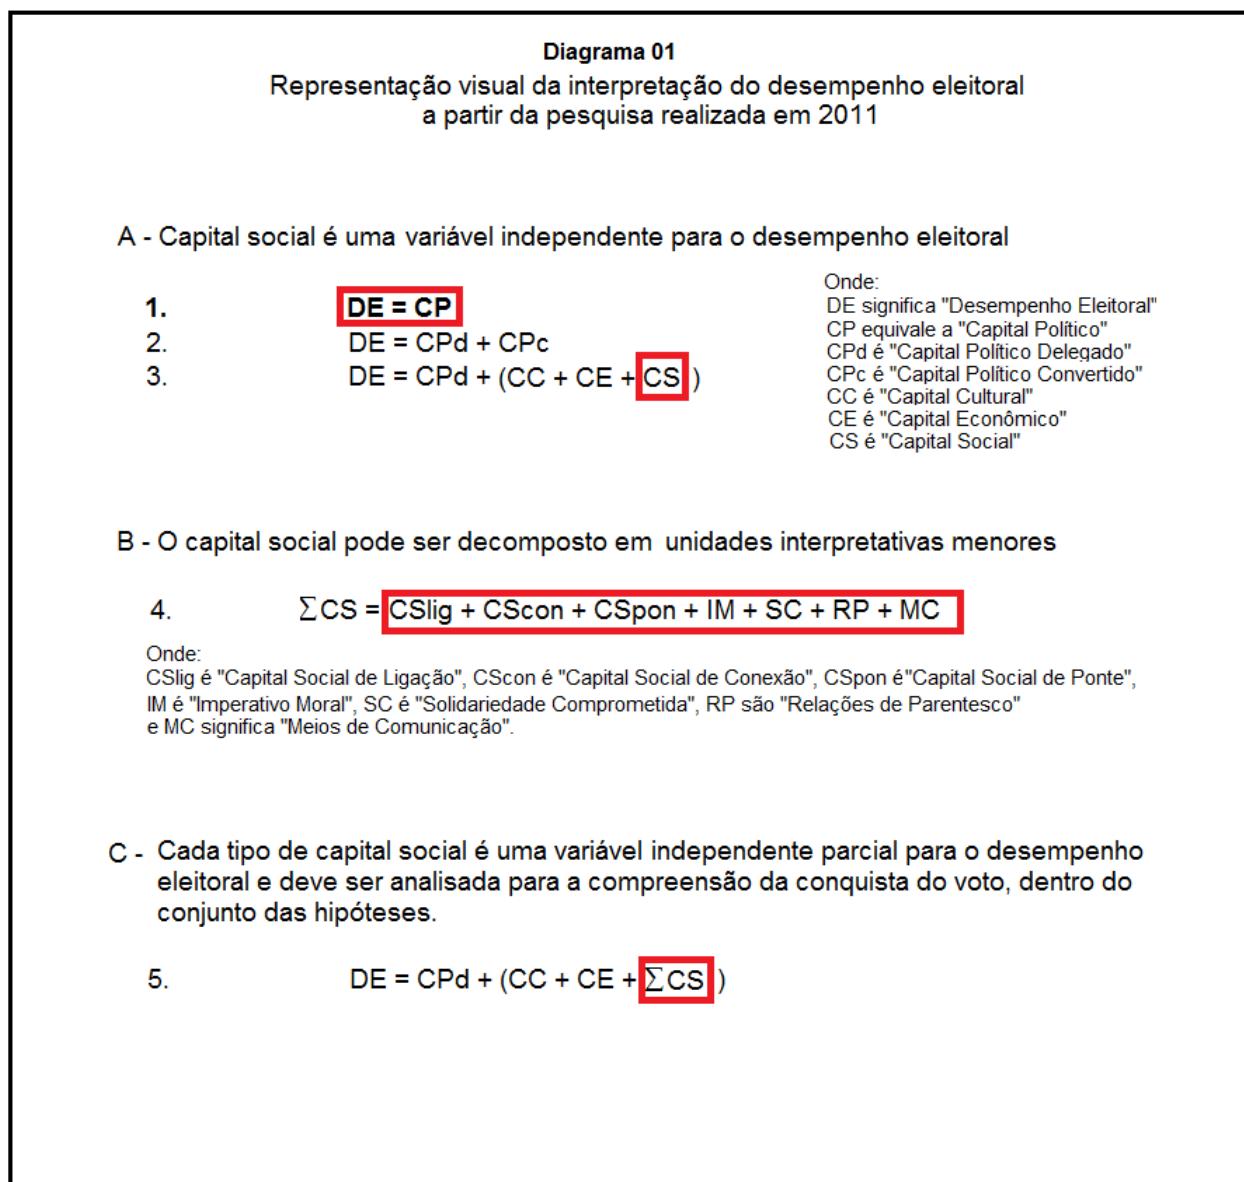 Diagrama 01
Representação visual da interpretação do desempenho eleitoral
a partir da pesquisa realizada em 2011
A - Capital social é uma variável independente para o desempenho eleitoral
1. DE = CP
2. DE = CPd + CPc
3. DE = CPd + (CC + CE + CS )
Onde:
DE significa "Desempenho Eleitoral"
CP equivale a "Capital Político"
CPd é "Capital Político Delegado"
CPc é "Capital Político Convertido"
CC é "Capital Cultural"
CE é "Capital Econômico"
CS é "Capital Social"
B - O capital social pode ser decomposto em unidades interpretativas menores
4. ∑CS = CSlig + CScon + CSpon + IM + SC + RP + MC
Onde:
CSlig é "Capital Social de Ligação", CScon é "Capital Social de Conexão", CSpon é"Capital Social de Ponte",
IM é "Imperativo Moral", SC é "Solidariedade Comprometida", RP são "Relações de Parentesco"
e MC significa "Meios de Comunicação".
C - Cada tipo de capital social é uma variável independente parcial para o desempenho
eleitoral e deve ser analisada para a compreensão da conquista do voto, dentro do
conjunto das hipóteses.
5. DE = CPd + (CC + CE + ∑CS )